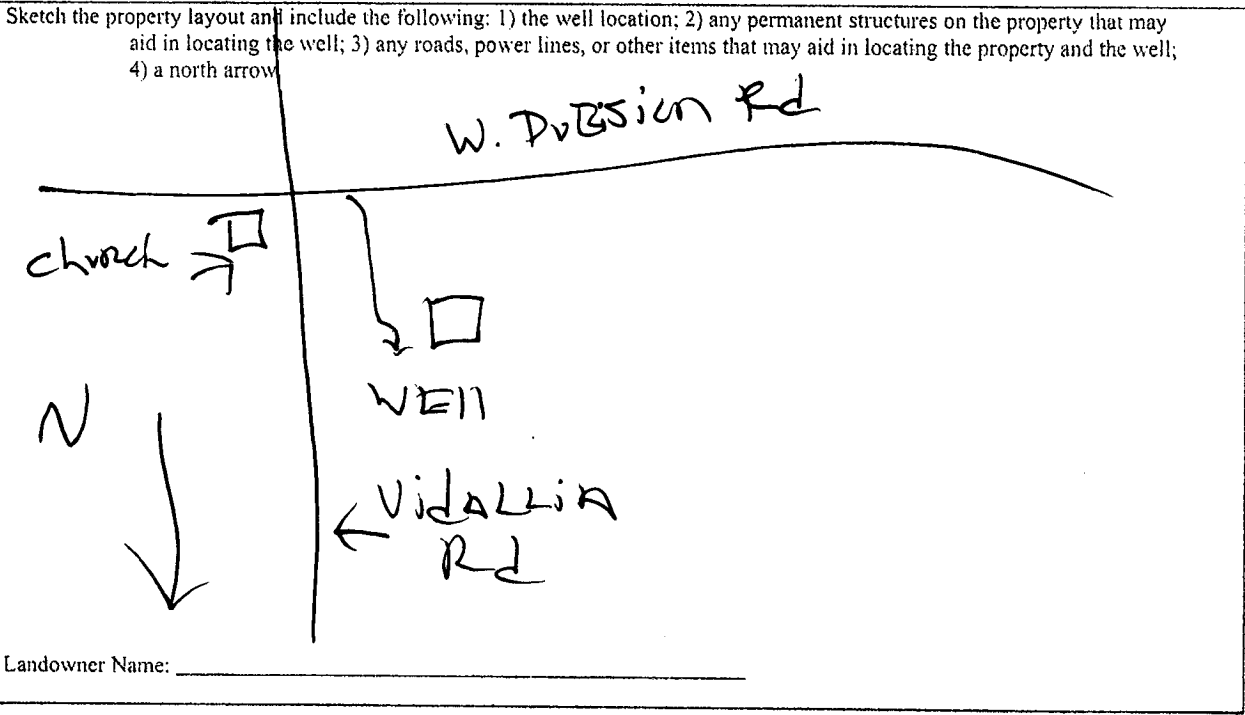 Sketch the property layout and include the following: 1) the well location; 2) any permanent structures on the property that may
aid in locating the well; 3) any roads, power lines, or other items that may aid in locating the property and the well;
4) a north arrow
W. Division Rd
church
WEll
N
VidALLiA
Rd
Landowner Name: